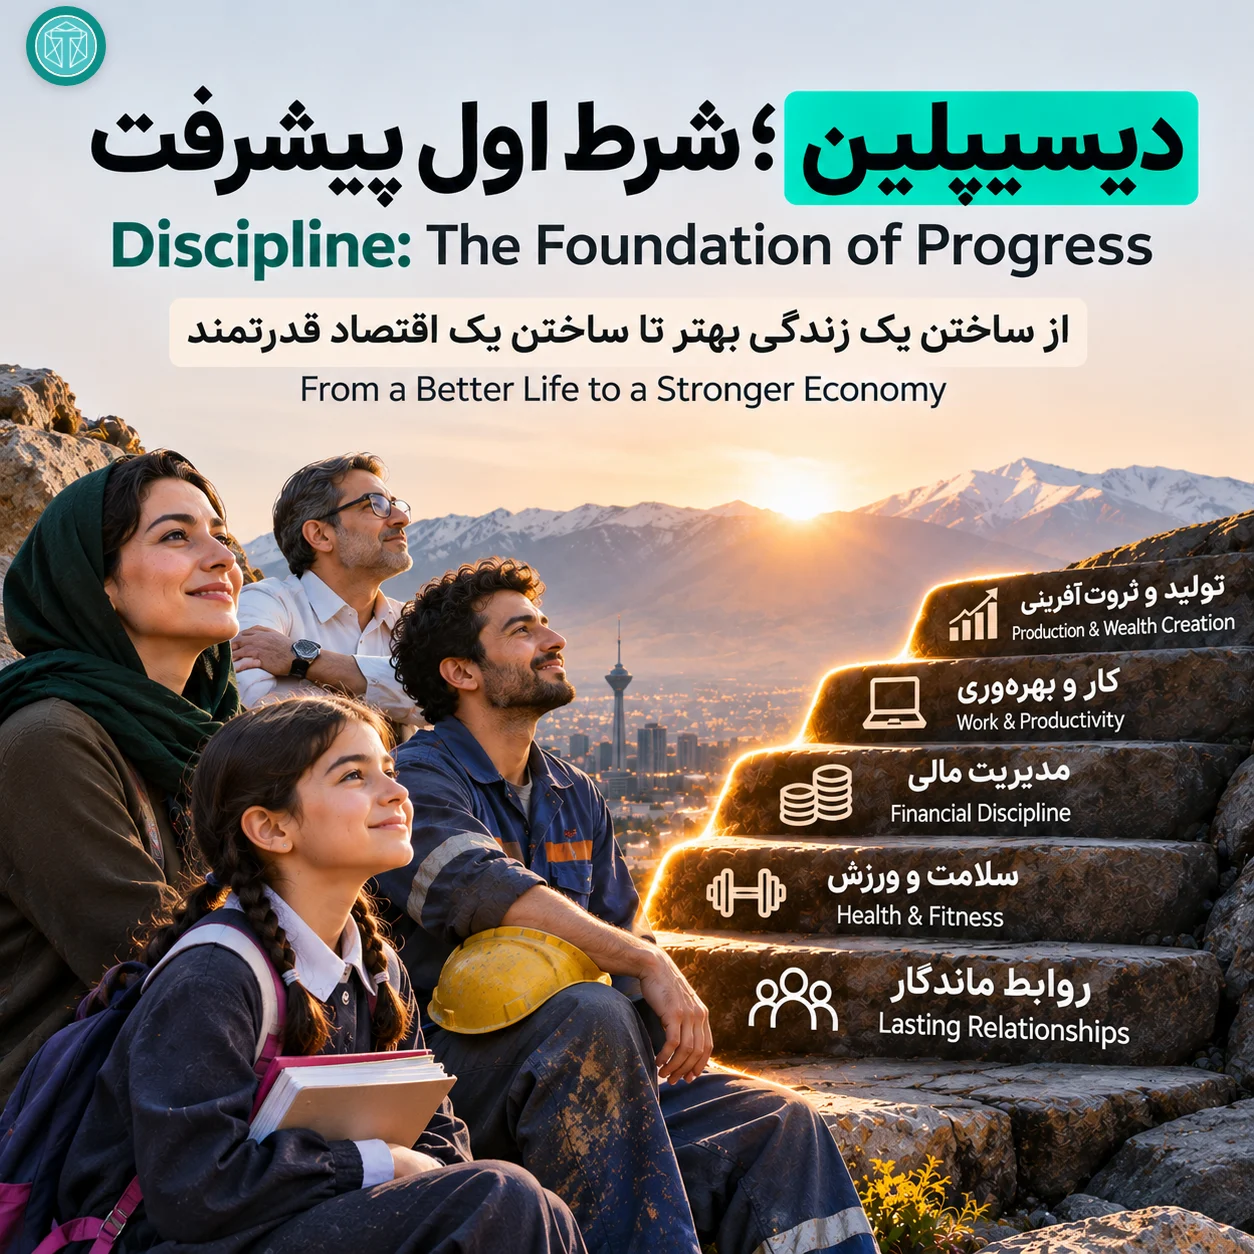 دیسیپلین؛ شرط اول پیشرفت
Discipline: The Foundation of Progress
از ساختن یک زندگی بهتر تا ساختن یک اقتصاد قدرتمند
From a Better Life to a Stronger Economy
تولید و ثروت‌آفرینی
Production & Wealth Creation
کار و بهره‌وری
Work & Productivity
مدیریت مالی
Financial Discipline
سلامت و ورزش
Health & Fitness
روابط ماندگار
Lasting Relationships